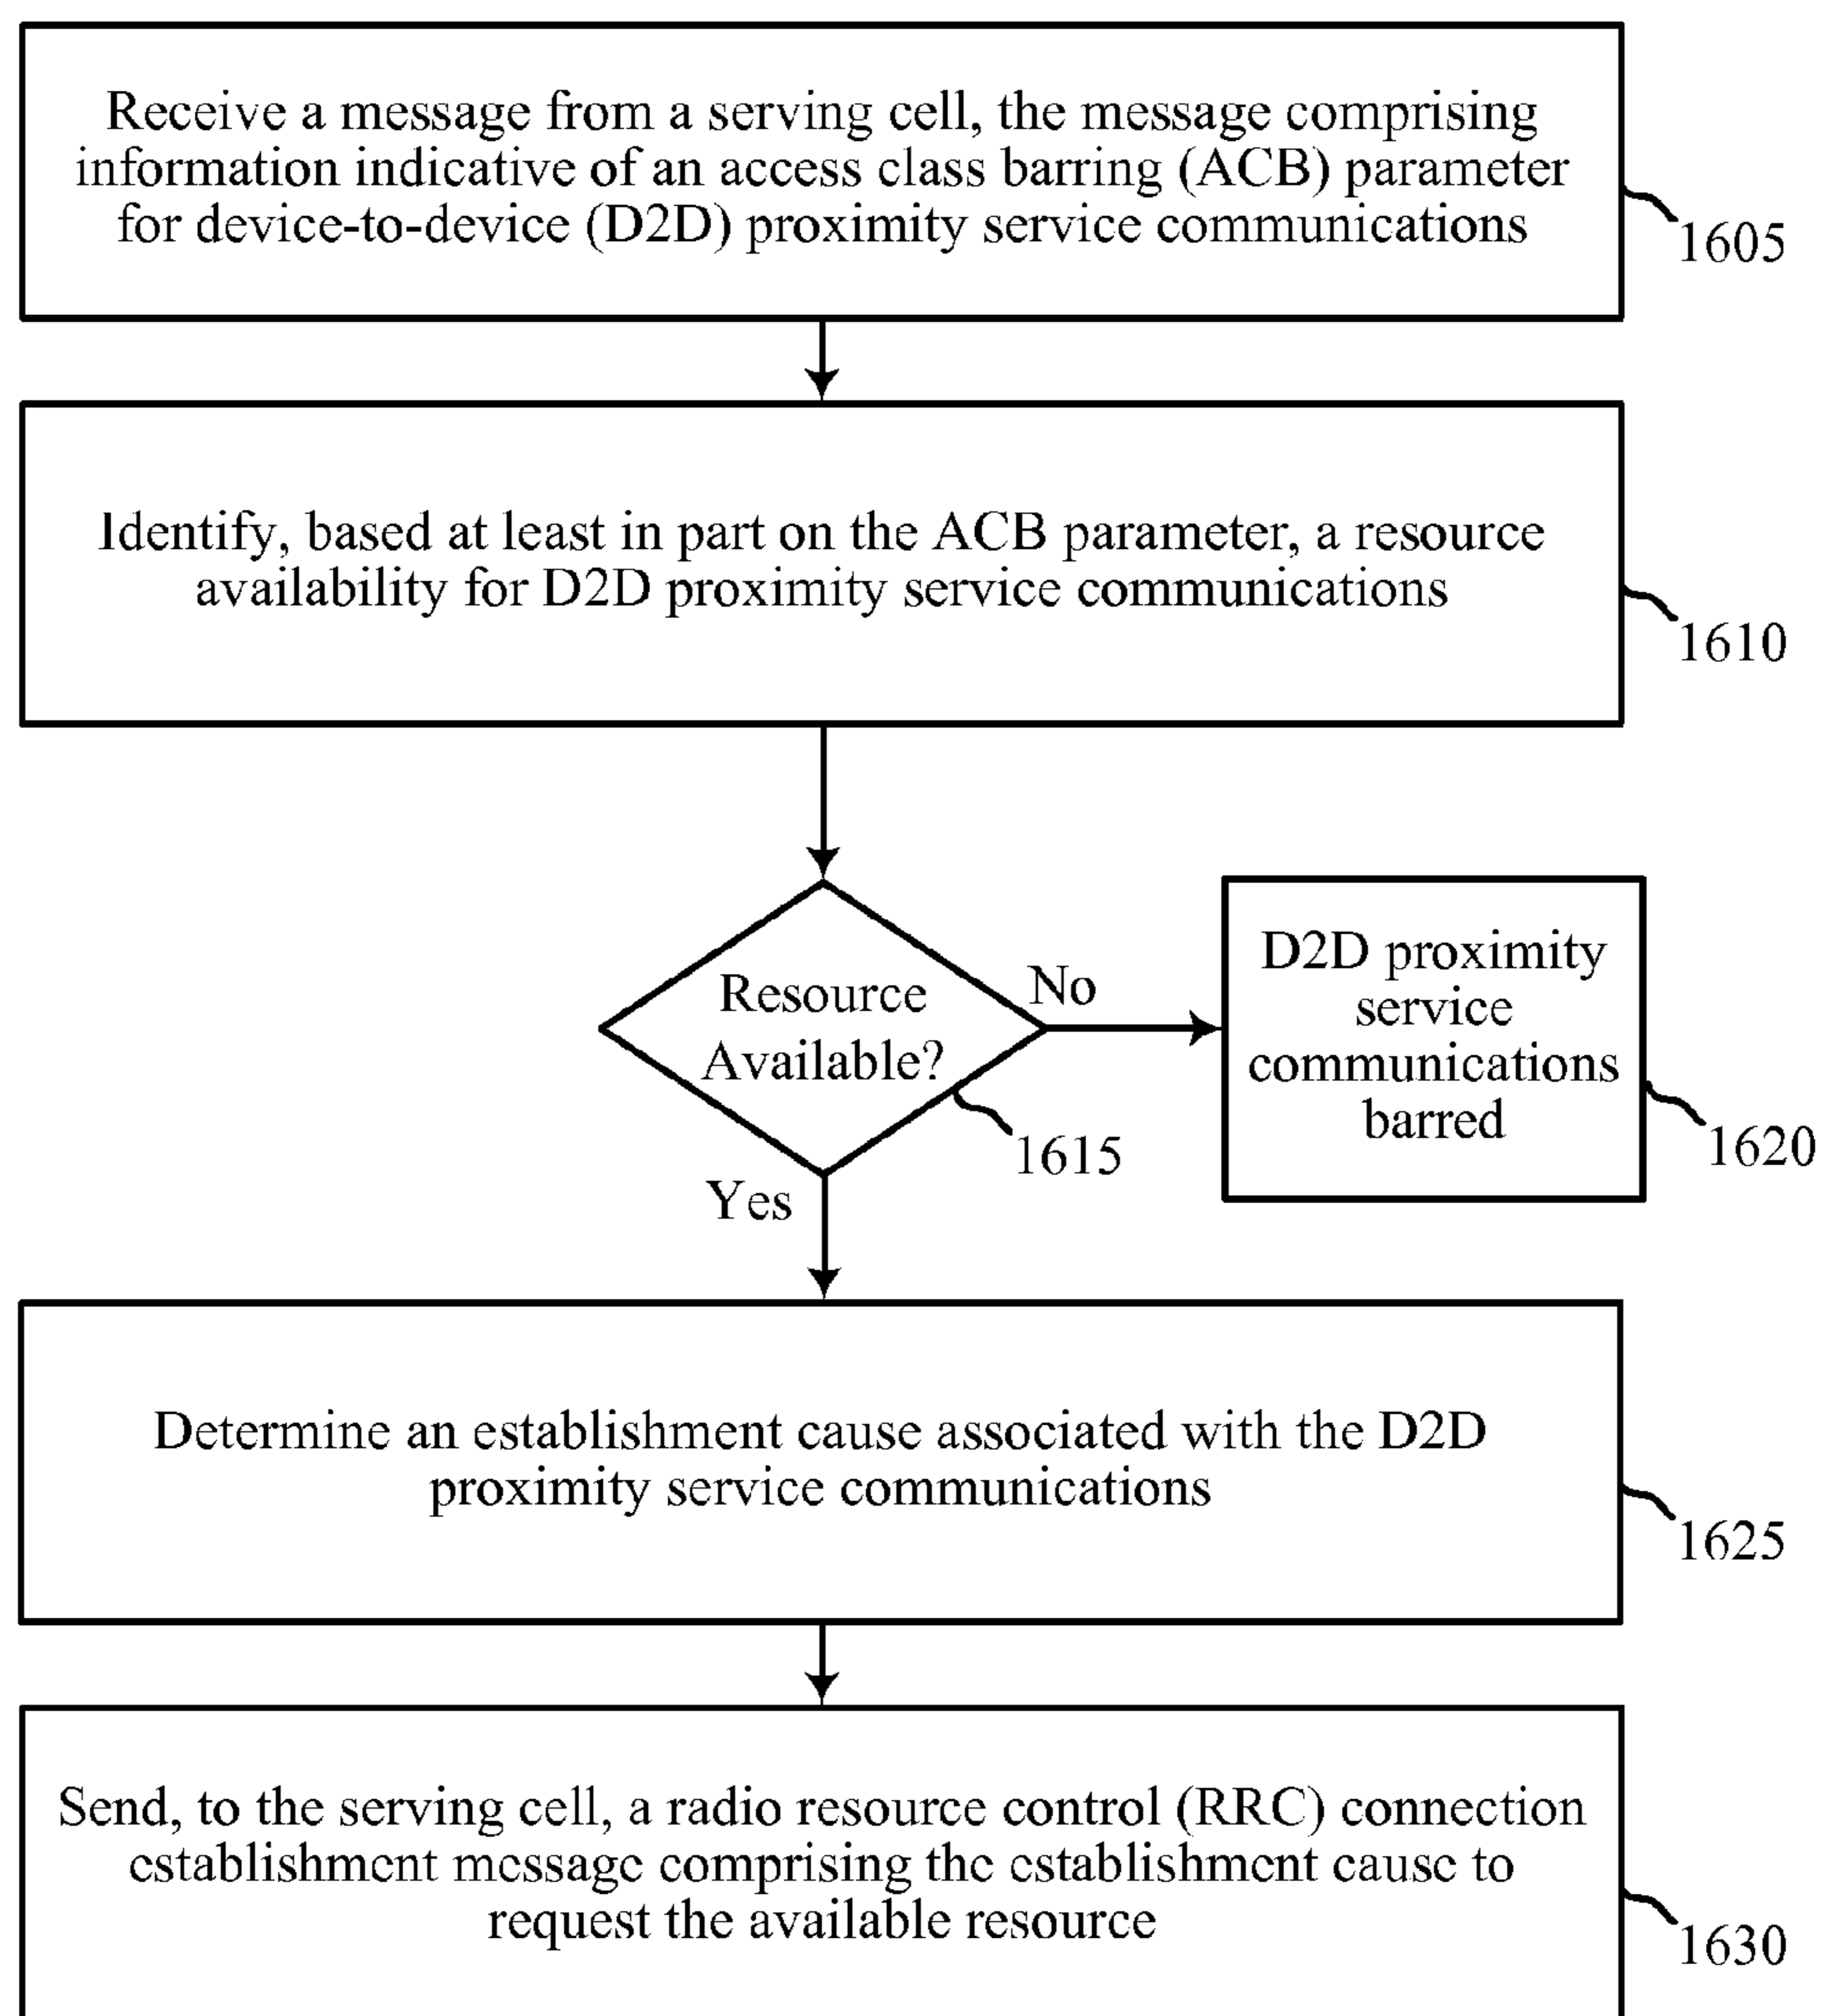 Receive a message from a serving cell, the message comprising
information indicative of an access class barring (ACB) parameter
for device-to-device (D2D) proximity service communications
1605
Identify, based at least in part on the ACB parameter, a resource
availability for D2D proximity service communications
1610
Resource
Available?
1615
No
D2D proximity
service
communications
barred
1620
Yes
Determine an establishment cause associated with the D2D
proximity service communications
1625
Send, to the serving cell, a radio resource control (RRC) connection
establishment message comprising the establishment cause to
request the available resource
1630